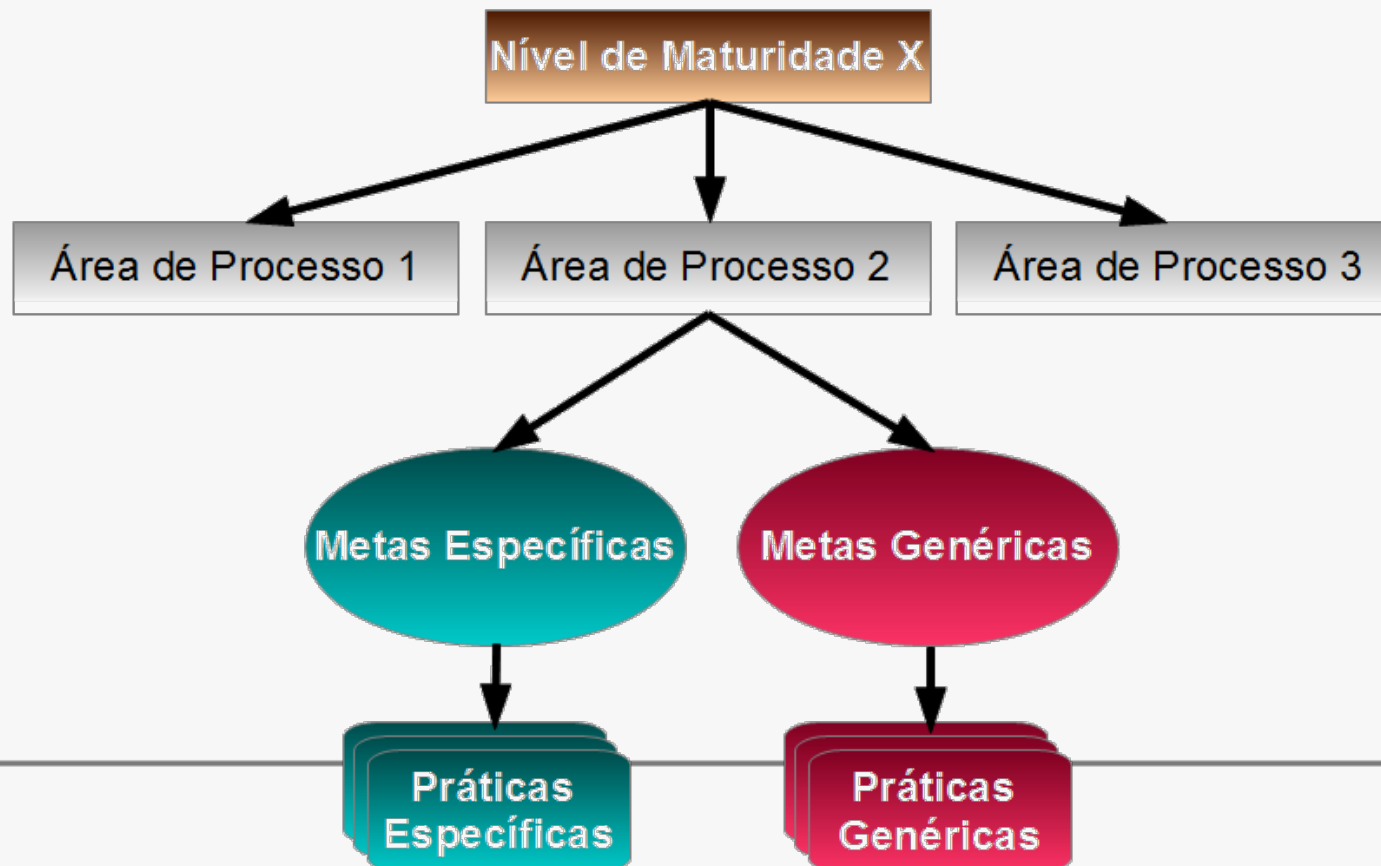 Nível de Maturidade X
Área de Processo 1
Área de Processo 2
Área de Processo 3
Metas Específicas
Metas Genéricas
Práticas
Específicas
Práticas
Genéricas